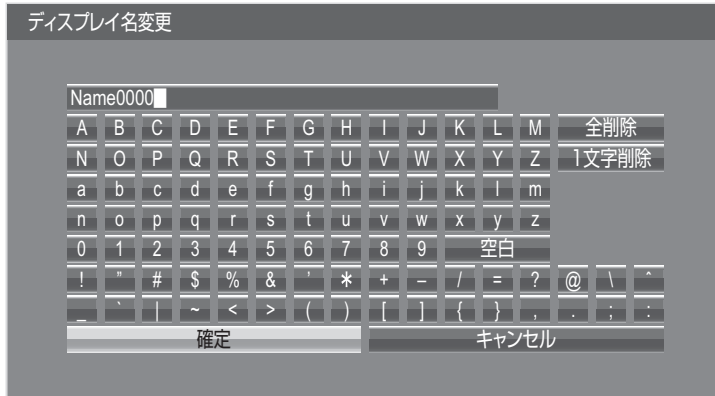 ディスプレイ名変更
Name0000
A B C D E F G H I J K L M 全削除
N O P Q R S T U V W X Y Z 1文字削除
a b c d e f g h i j k l m
n o p q r s t u v w x y z
0 1 2 3 4 5 6 7 8 9 空白
! " # $ % & ' * + – / = ? @ \ ^
_ ` | ~ < > ( ) [ ] { } , . ; :
確定 キャンセル